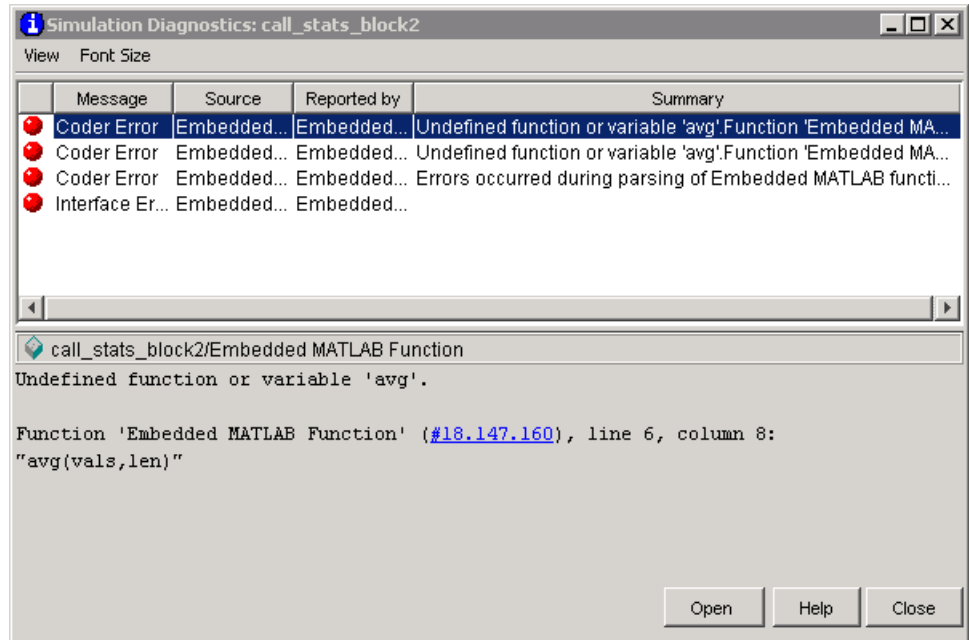 Simulation Diagnostics: call_stats_block2
View Font Size
Message Source Reported by Summary
Coder Error Embedded... Embedded... Undefined function or variable 'avg'.Function 'Embedded MA...
Coder Error Embedded... Embedded... Undefined function or variable 'avg'.Function 'Embedded MA...
Coder Error Embedded... Embedded... Errors occurred during parsing of Embedded MATLAB functi...
Interface Er... Embedded... Embedded...
call_stats_block2/Embedded MATLAB Function
Undefined function or variable 'avg'.
Function 'Embedded MATLAB Function' (#18.147.160), line 6, column 8:
"avg(vals,len)"
Open Help Close